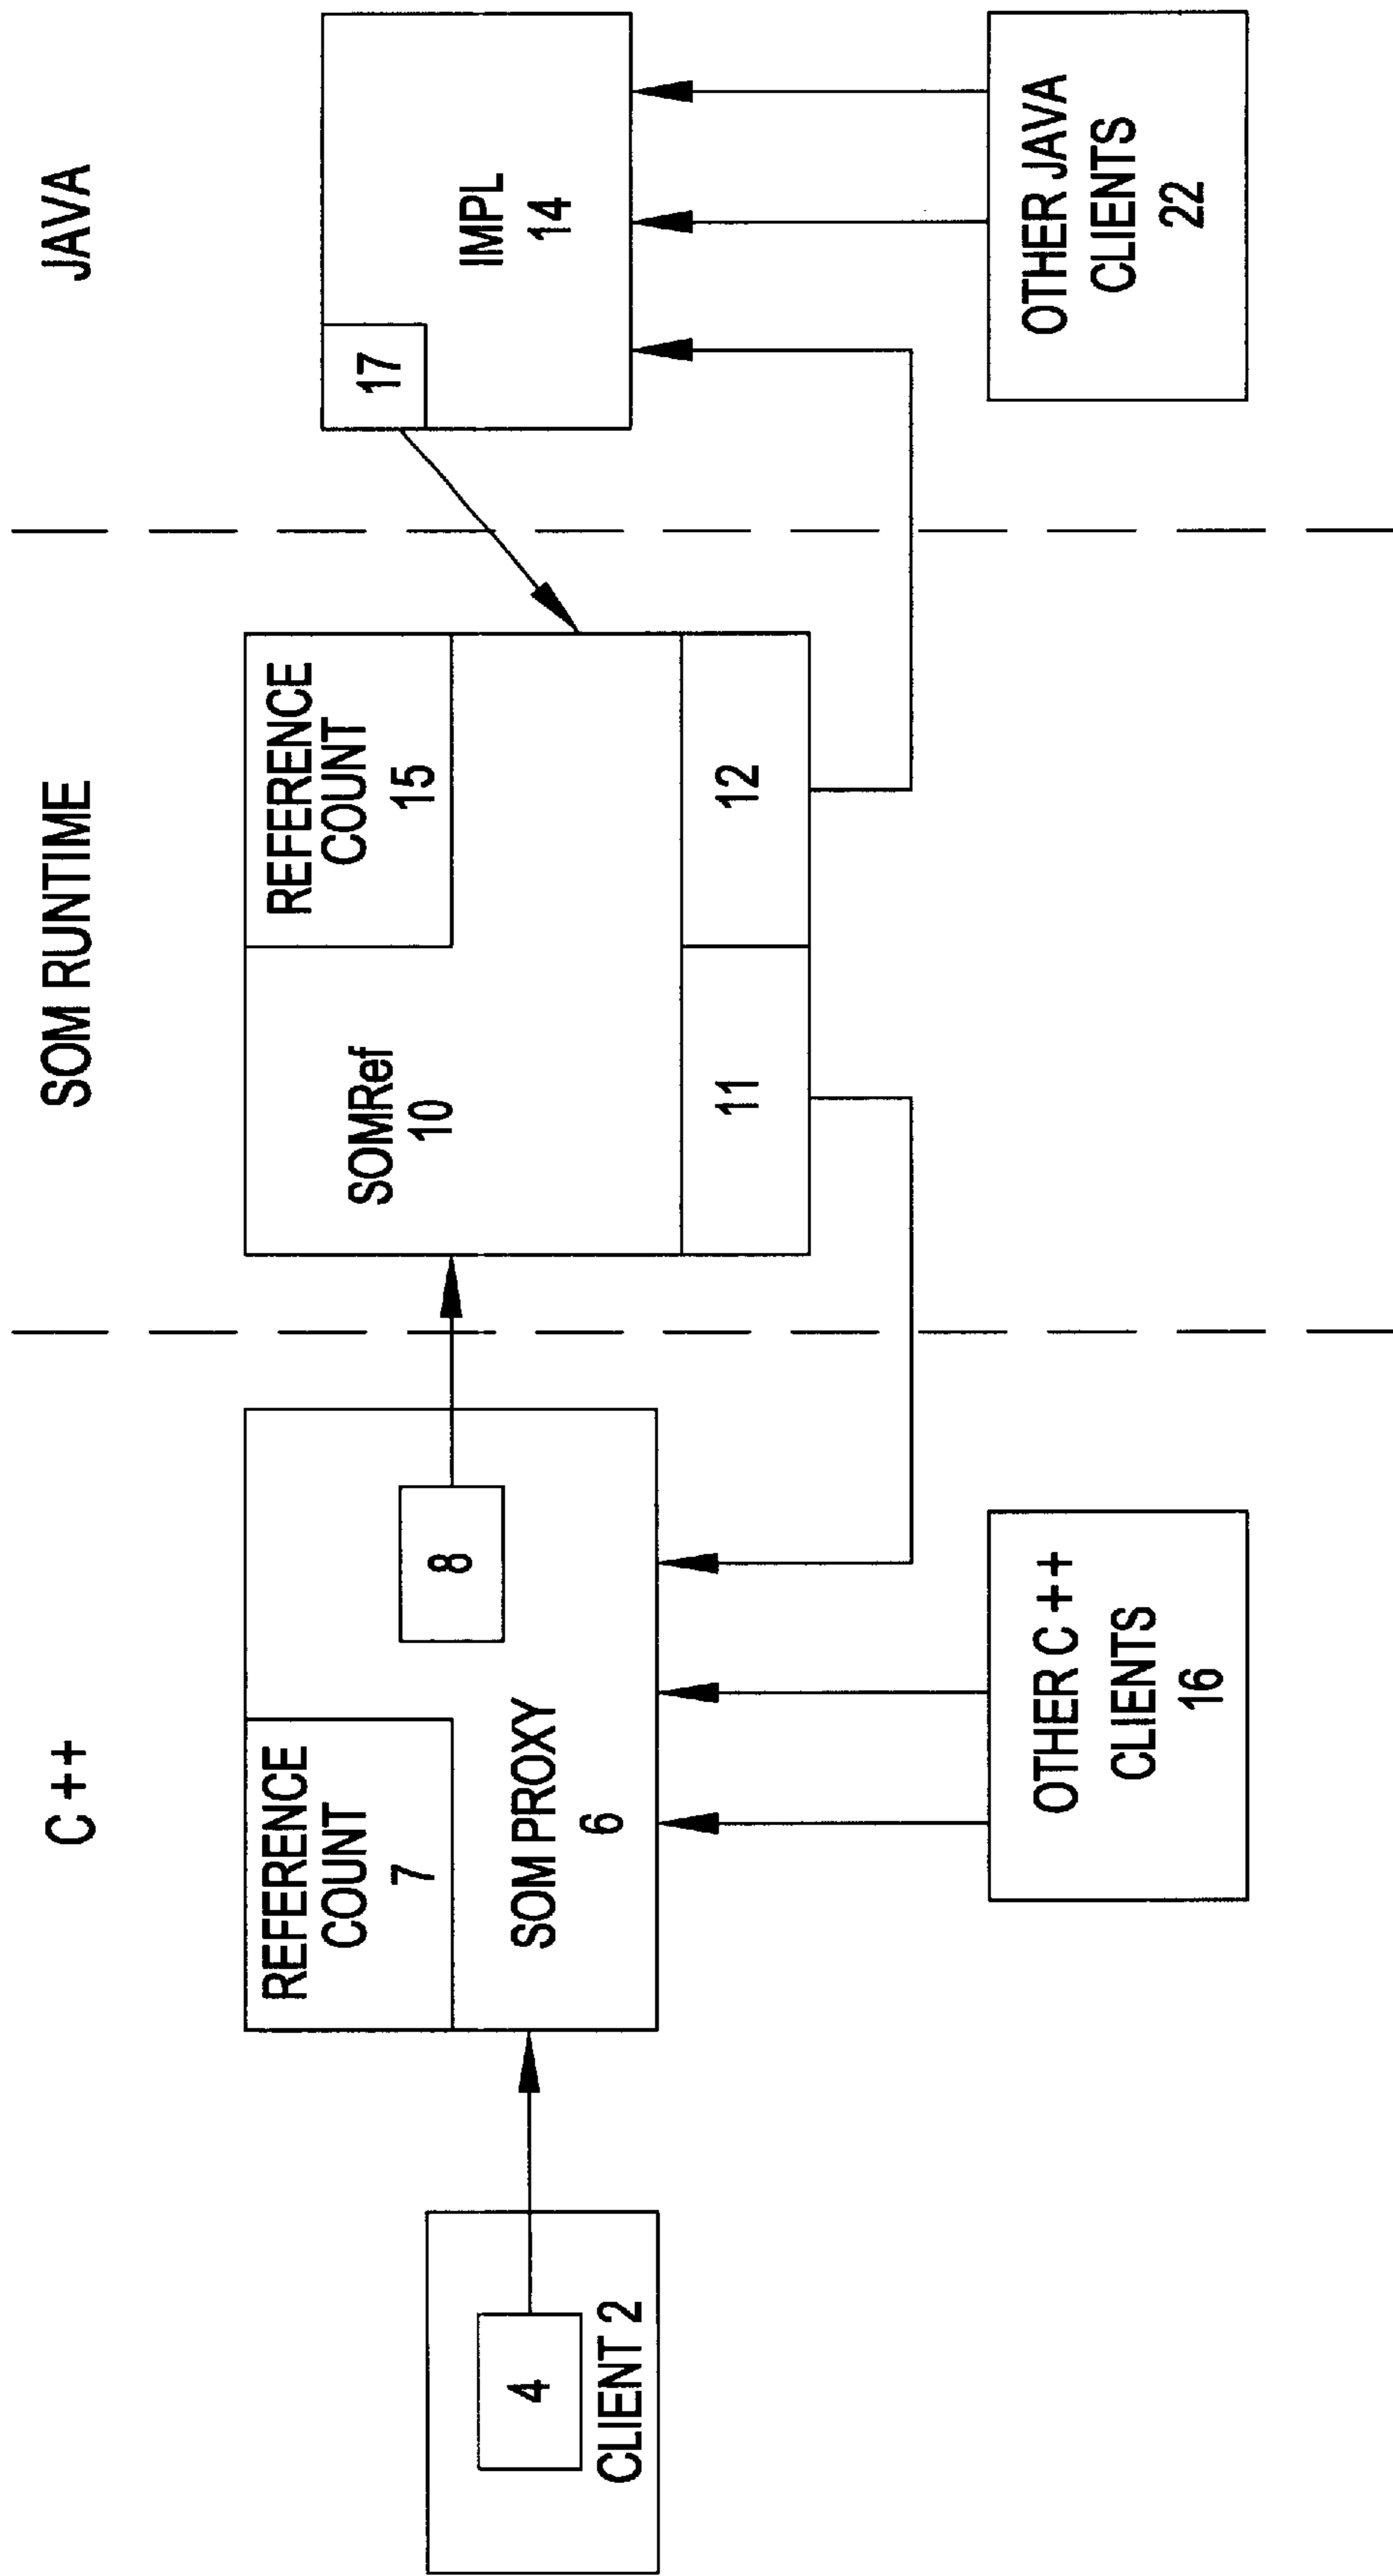 C ++
SOM RUNTIME
JAVA
REFERENCE
COUNT
7
8
SOM PROXY
6
4
CLIENT 2
OTHER C ++
CLIENTS
16
REFERENCE
COUNT
15
SOMRef
10
11
12
17
IMPL
14
OTHER JAVA
CLIENTS
22